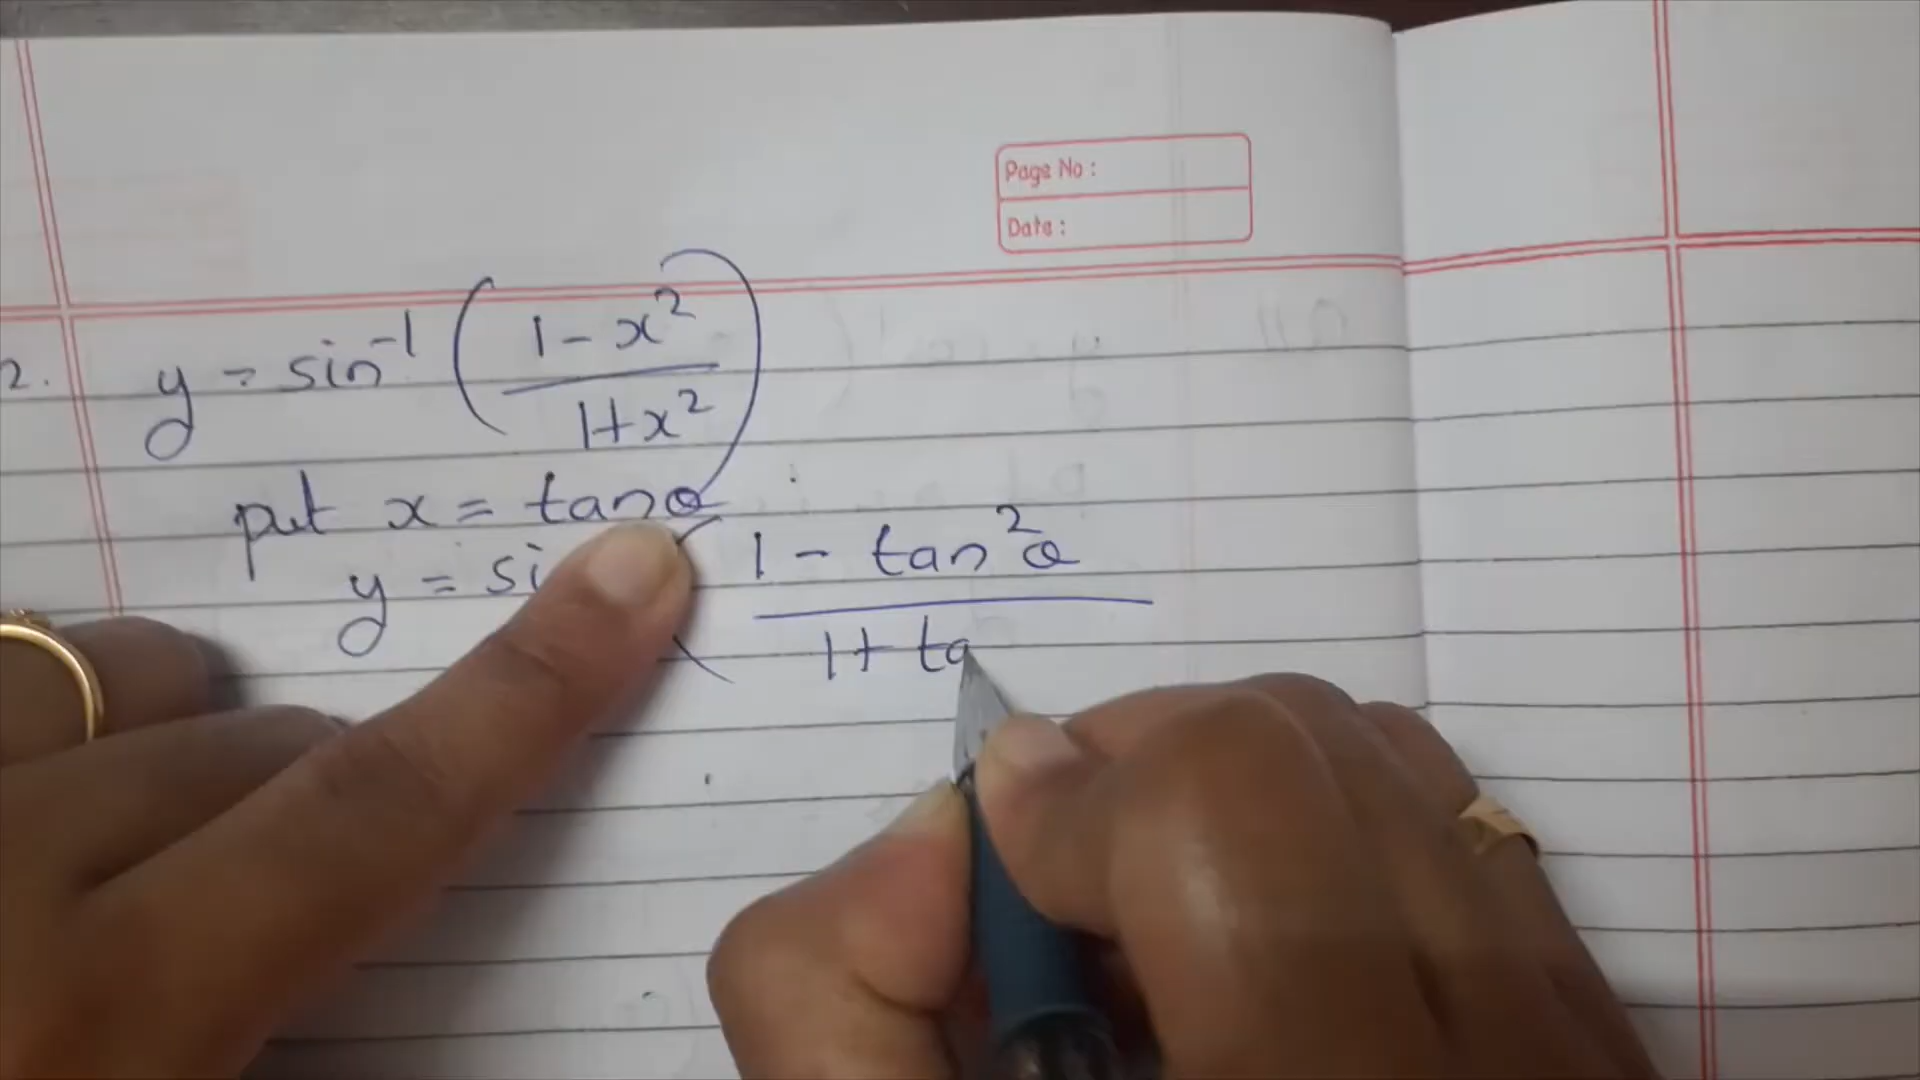 Page No :
Date :
2. y = sin⁻¹ ( (1 - x²) / (1 + x²) )
put x = tanθ
y = si ( (1 - tan²θ) / (1 + ta